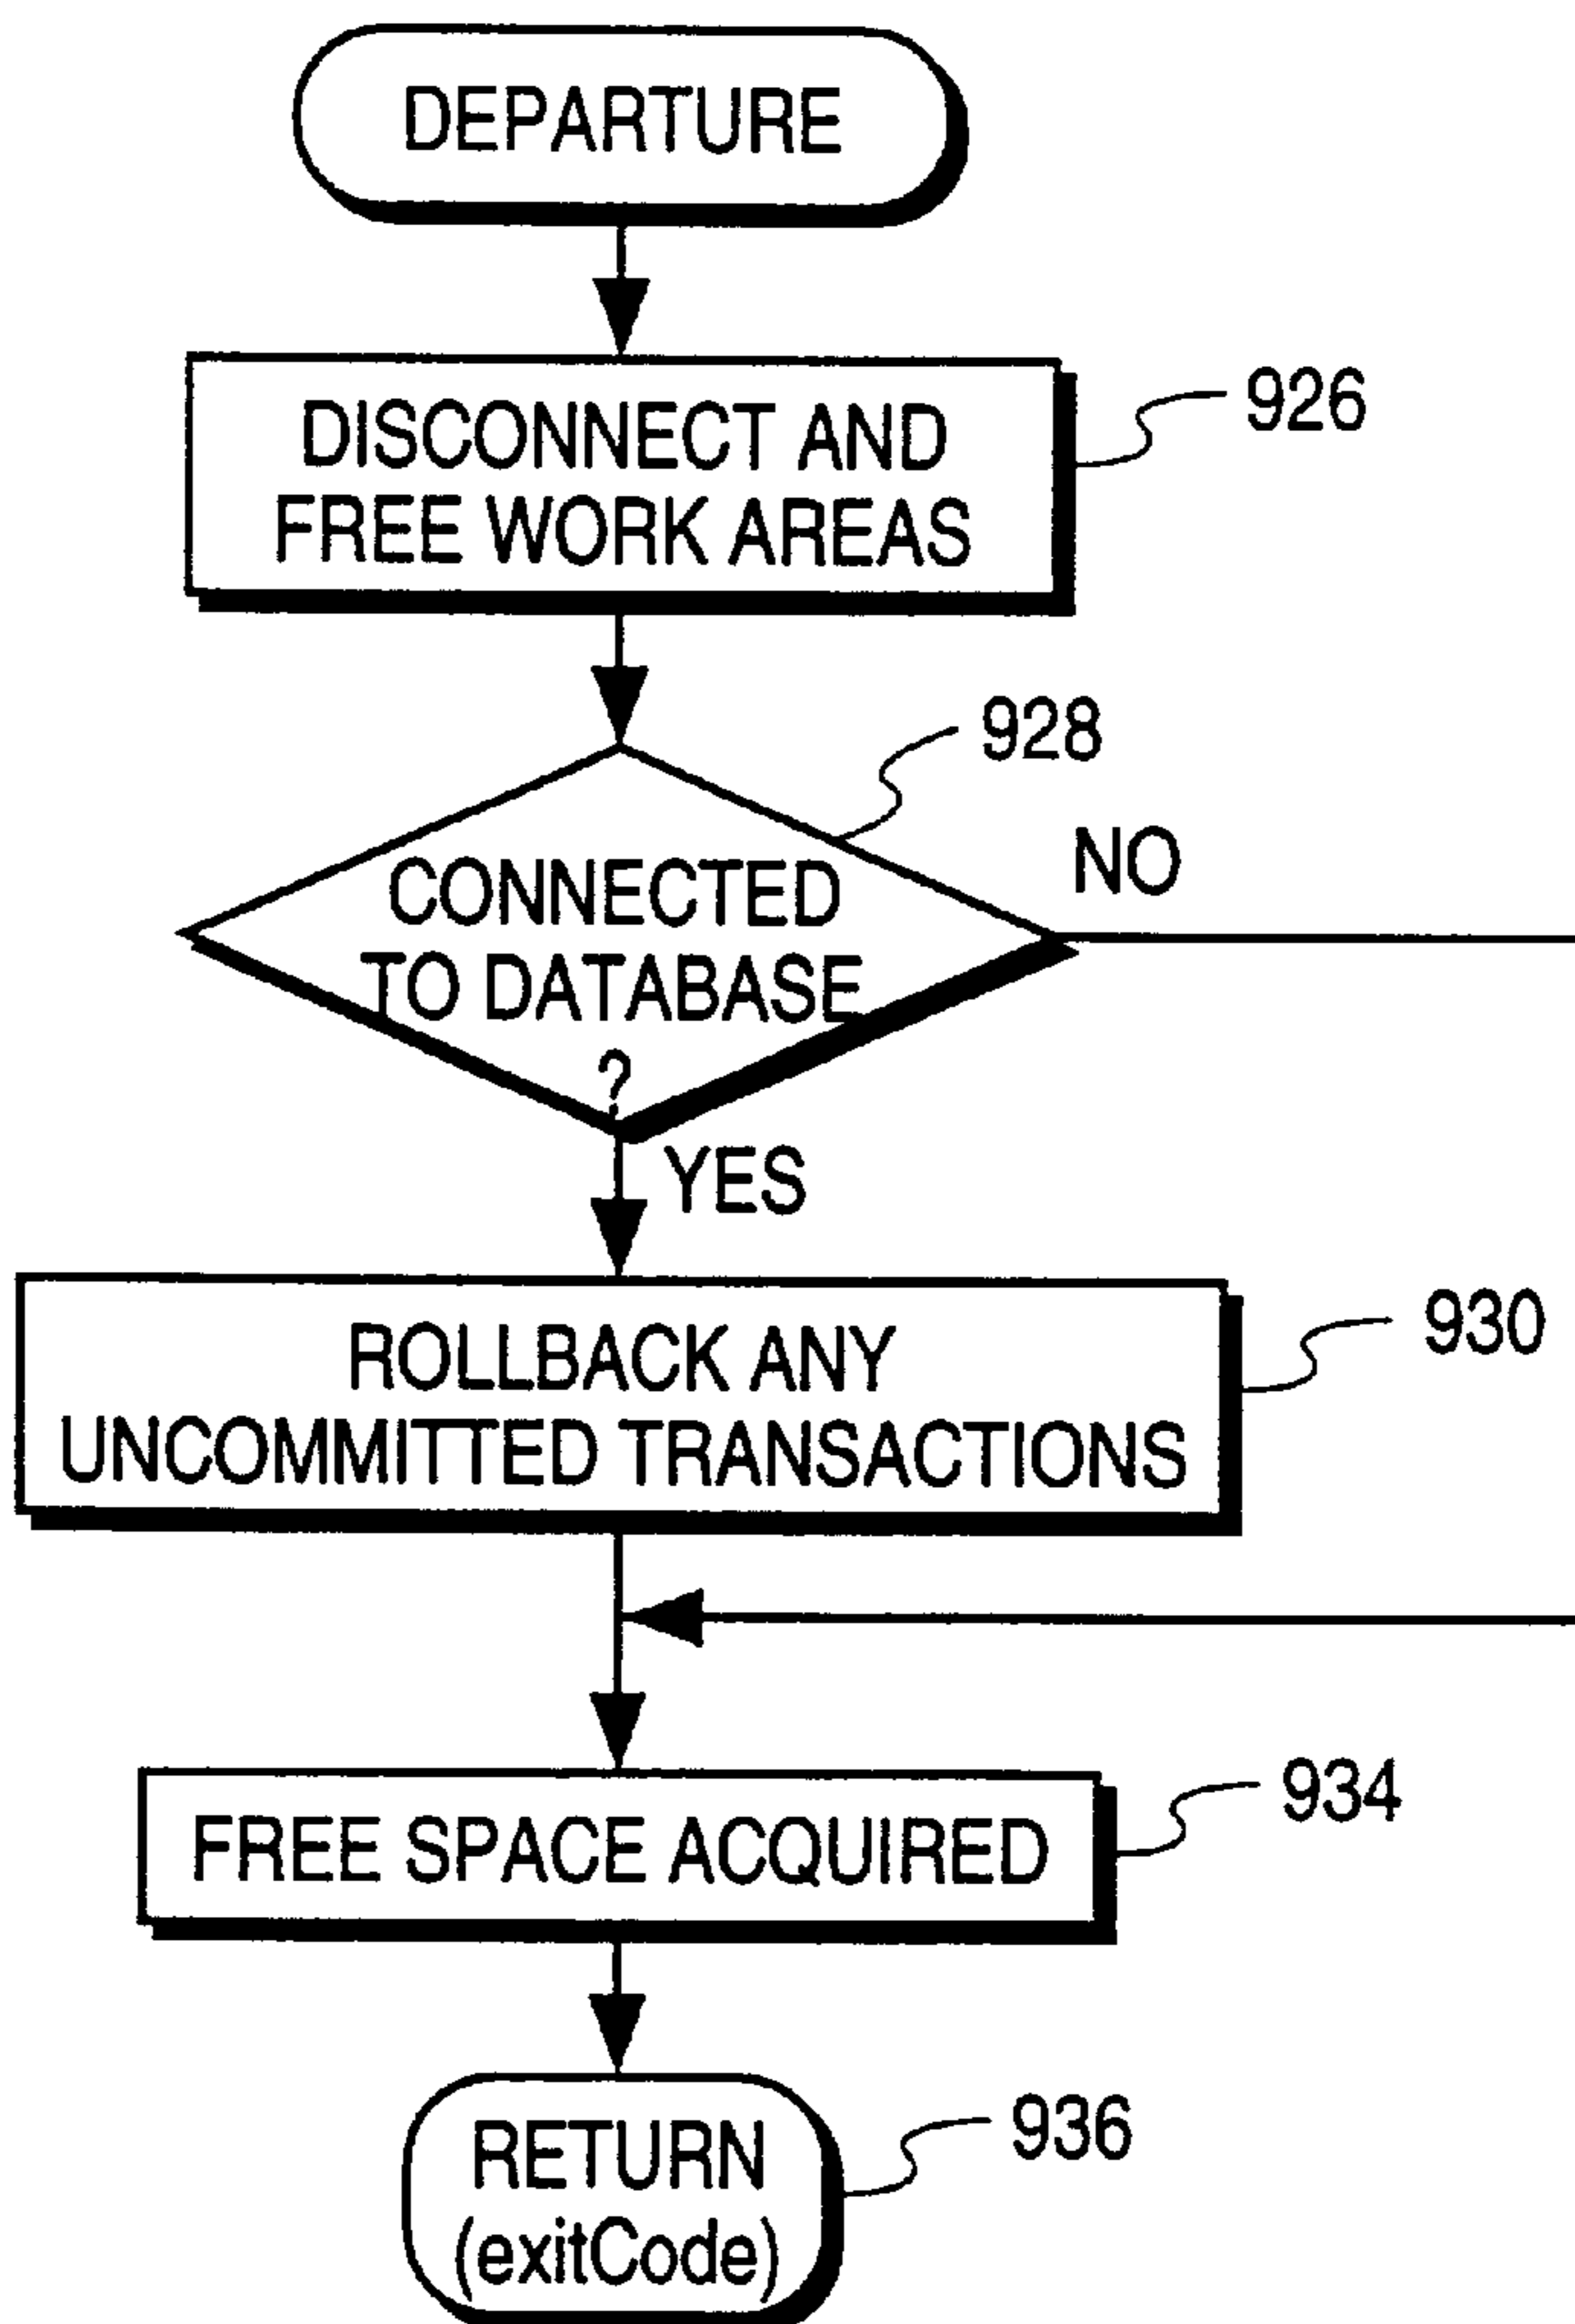 DEPARTURE
DISCONNECT AND
FREE WORK AREAS
926
928
CONNECTED
TO DATABASE
?
NO
YES
ROLLBACK ANY
UNCOMMITTED TRANSACTIONS
930
FREE SPACE ACQUIRED
934
RETURN
(exitCode)
936